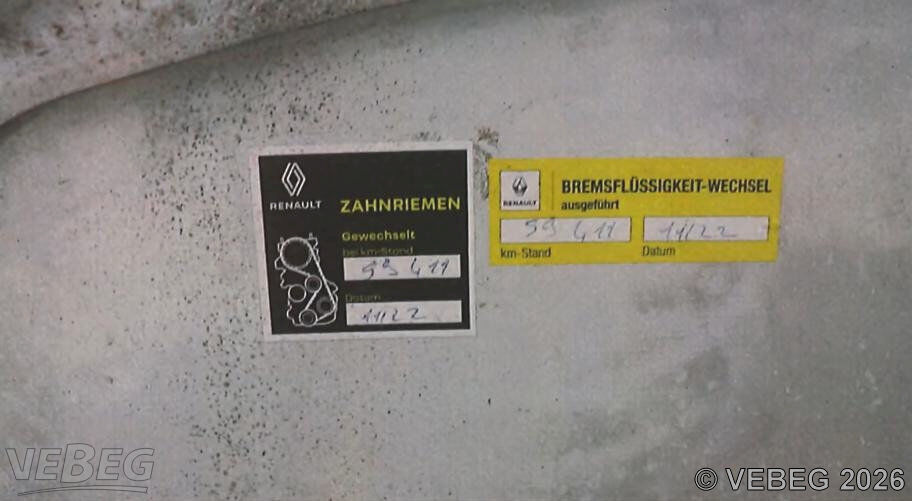 RENAULT
ZAHNRIEMEN
Gewechselt
bei km-Stand
59 411
Datum
11/22
RENAULT
BREMSFLÜSSIGKEIT-WECHSEL
ausgeführt
59 411
11/22
km-Stand
Datum
VEBEG
© VEBEG 2026